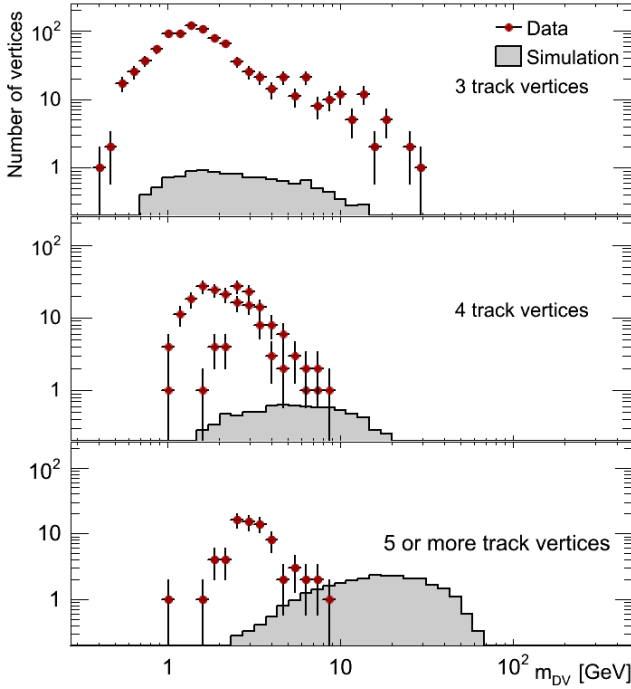 Number of vertices
10²
10
1
Data
Simulation
3 track vertices
10²
10
1
4 track vertices
10²
10
1
5 or more track vertices
1
10
10²
m_DV [GeV]